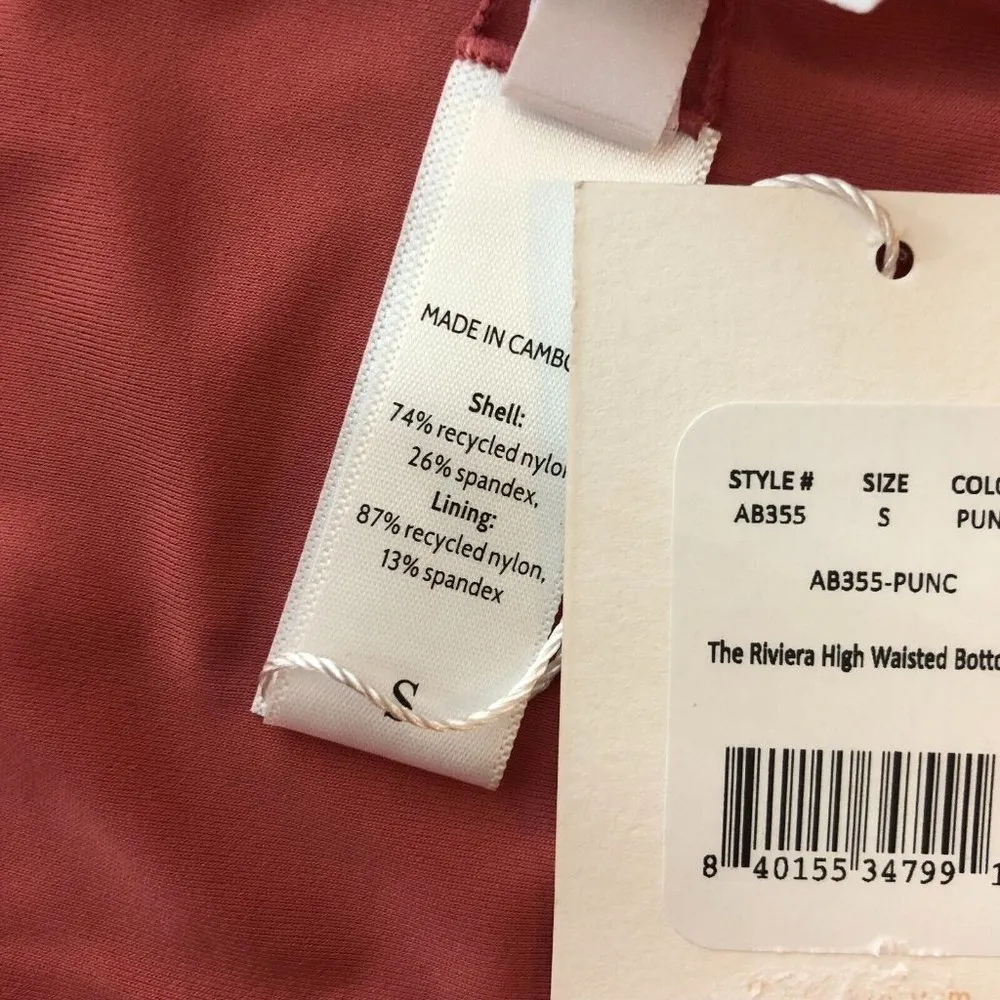 MADE IN CAMBO
Shell:
74% recycled nylon
26% spandex,
Lining:
87% recycled nylon,
13% spandex
S
STYLE # SIZE COLO
AB355 S PUN
AB355-PUNC
The Riviera High Waisted Botto
8 40155 34799 1